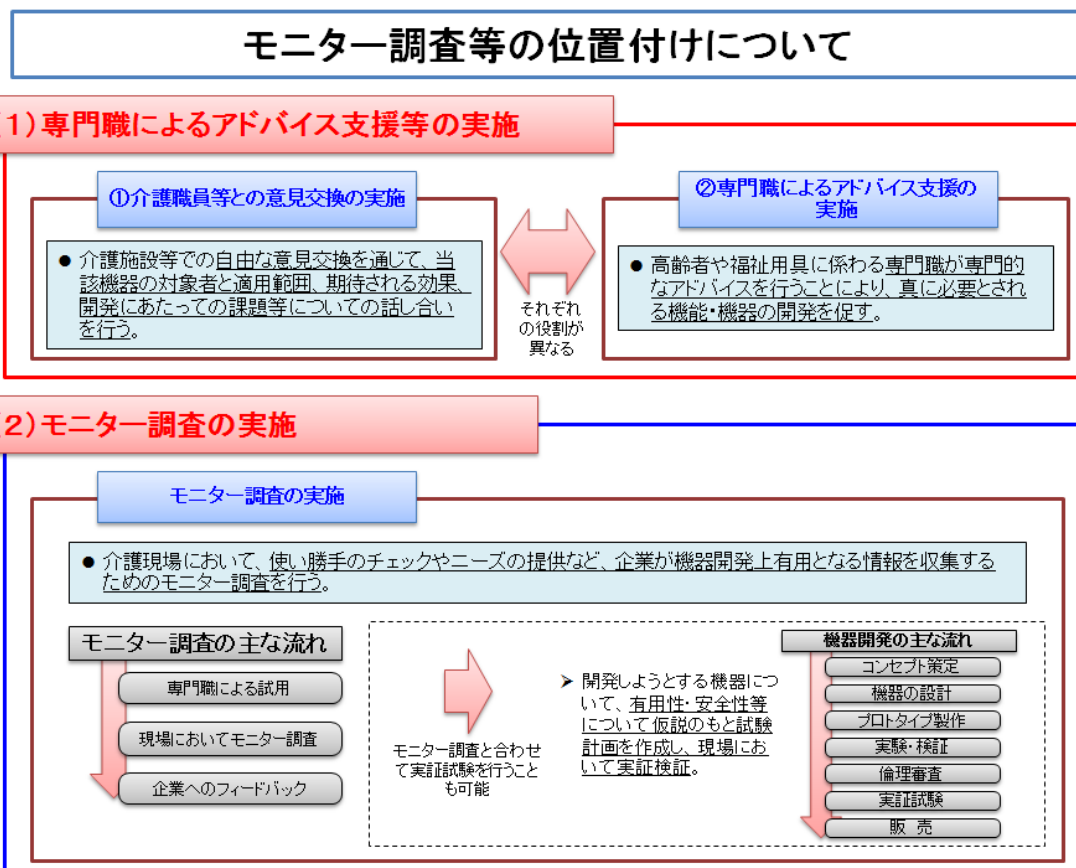 モニター調査等の位置付けについて
1)専門職によるアドバイス支援等の実施
①介護職員等との意見交換の実施
● 介護施設等での自由な意見交換を通じて、当
該機器の対象者と適用範囲、期待される効果、
開発にあたっての課題等についての話し合い
を行う。
それぞれ
の役割が
異なる
②専門職によるアドバイス支援の
実施
● 高齢者や福祉用具に係わる専門職が専門的
なアドバイスを行うことにより、真に必要とされ
る機能・機器の開発を促す。
2)モニター調査の実施
モニター調査の実施
● 介護現場において、使い勝手のチェックやニーズの提供など、企業が機器開発上有用となる情報を収集する
ためのモニター調査を行う。
モニター調査の主な流れ
専門職による試用
現場においてモニター調査
企業へのフィードバック
モニター調査と合わせ
て実証試験を行うこと
も可能
➢ 開発しようとする機器につ
いて、有用性・安全性等
について仮説のもと試験
計画を作成し、現場にお
いて実証検証。
機器開発の主な流れ
コンセプト策定
機器の設計
プロトタイプ製作
実験・検証
倫理審査
実証試験
販 売